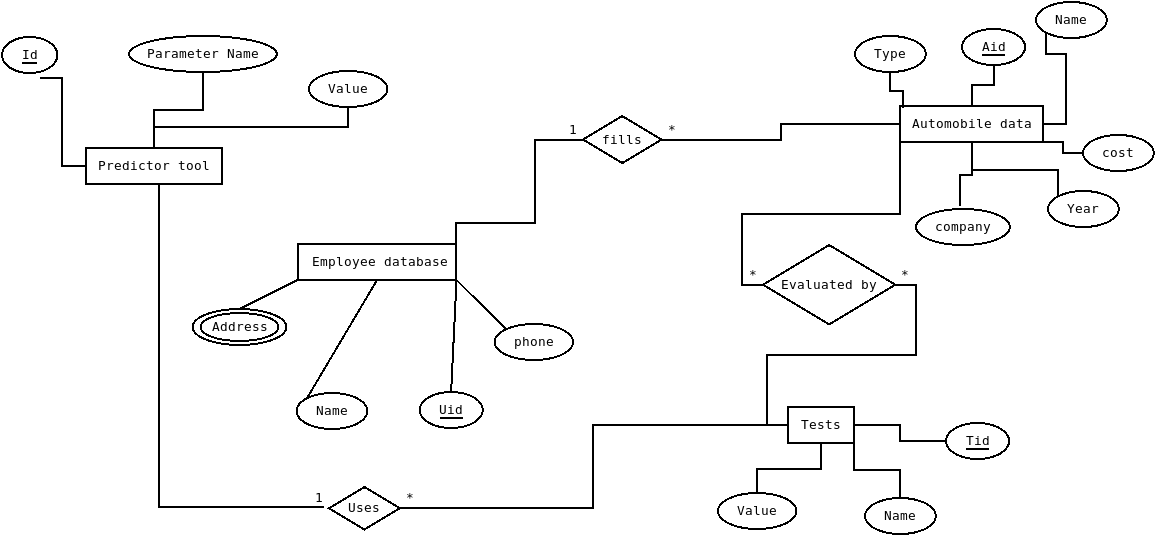 Name
Id
Parameter Name
Type
Aid
Value
1
fills
*
Automobile data
Predictor tool
cost
company
Year
Employee database
*
Evaluated by
*
Address
phone
Name
Uid
Tests
Tid
1
Uses
*
Value
Name